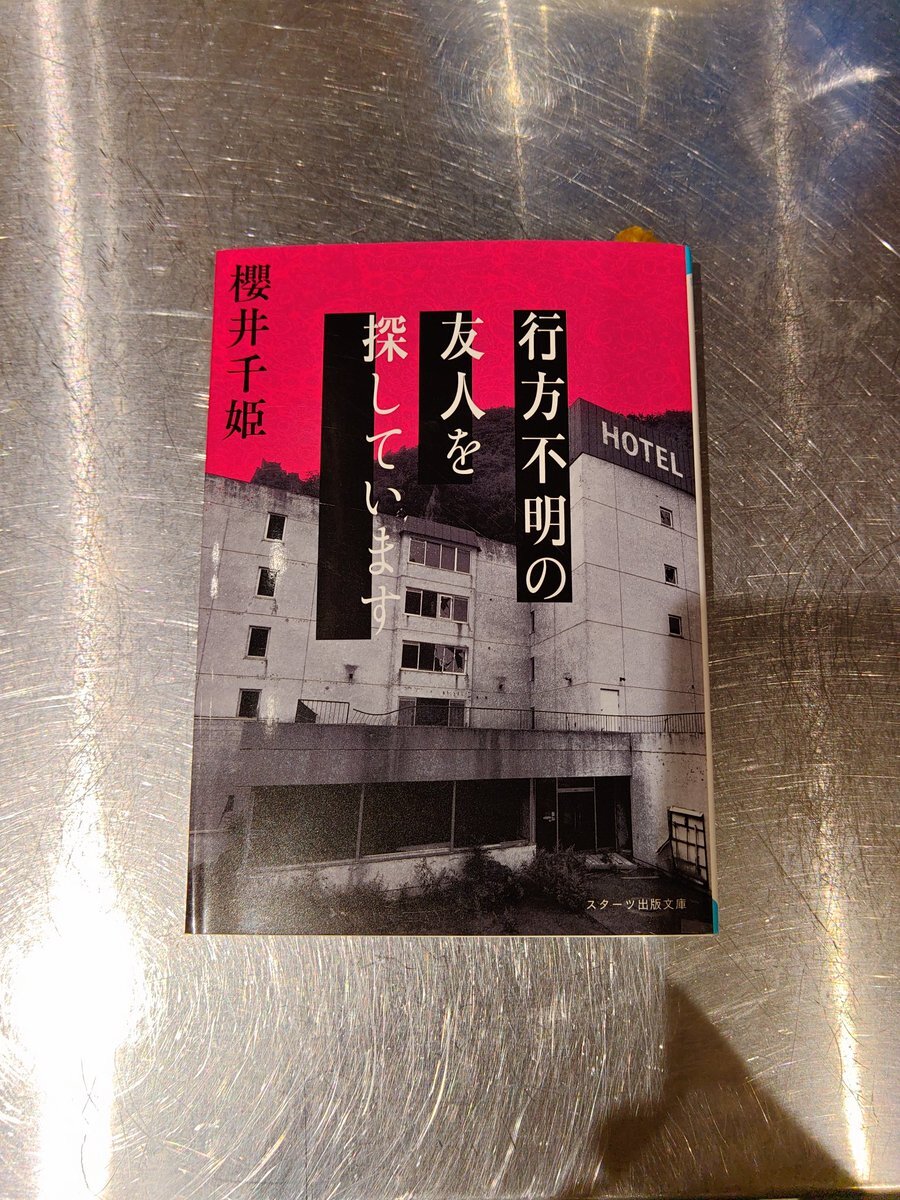 行方不明の
友人を
探しています
櫻井千姫
HOTEL
スターツ出版文庫